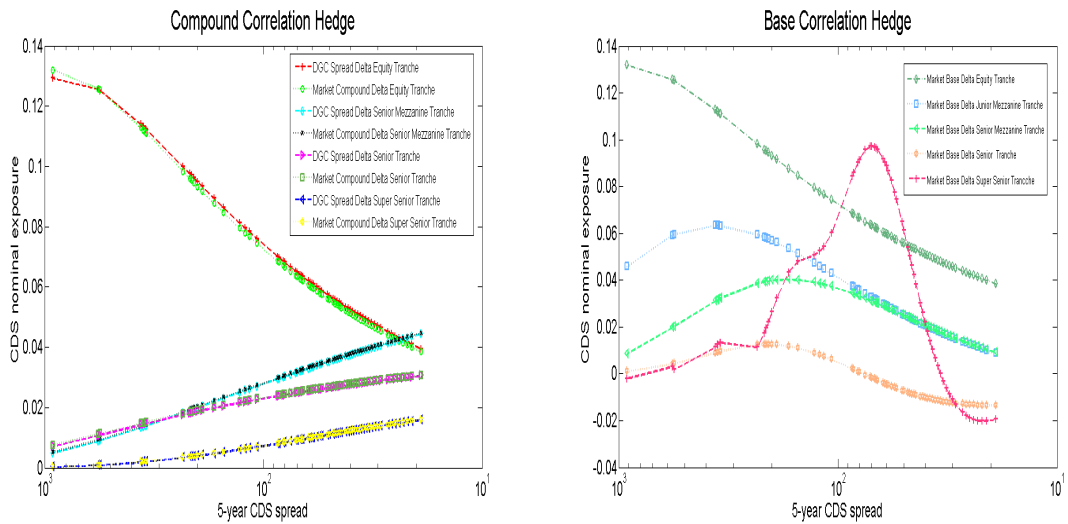 Compound Correlation Hedge
0.14
0.12
0.1
0.08
0.06
0.04
0.02
0
CDS nominal exposure
DGC Spread Delta Equity Tranche
Market Compound Delta Equity Tranche
DGC Spread Delta Senior Mezzanine Tranche
Market Compound Delta Senior Mezzanine Tranche
DGC Spread Delta Senior Tranche
Market Compound Delta Senior Tranche
DGC Spread Delta Super Senior Tranche
Market Compound Delta Super Senior Tranche
10^3
10^2
10^1
5-year CDS spread
Base Correlation Hedge
0.14
0.12
0.1
0.08
0.06
0.04
0.02
0
-0.02
-0.04
CDS nominal exposure
Market Base Delta Equity Tranche
Market Base Delta Junior Mezzanine Tranche
Market Base Delta Senior Mezzanine Tranche
Market Base Delta Senior Tranche
Market Base Delta Super Senior Trancche
10^3
10^2
10^1
5-year CDS spread